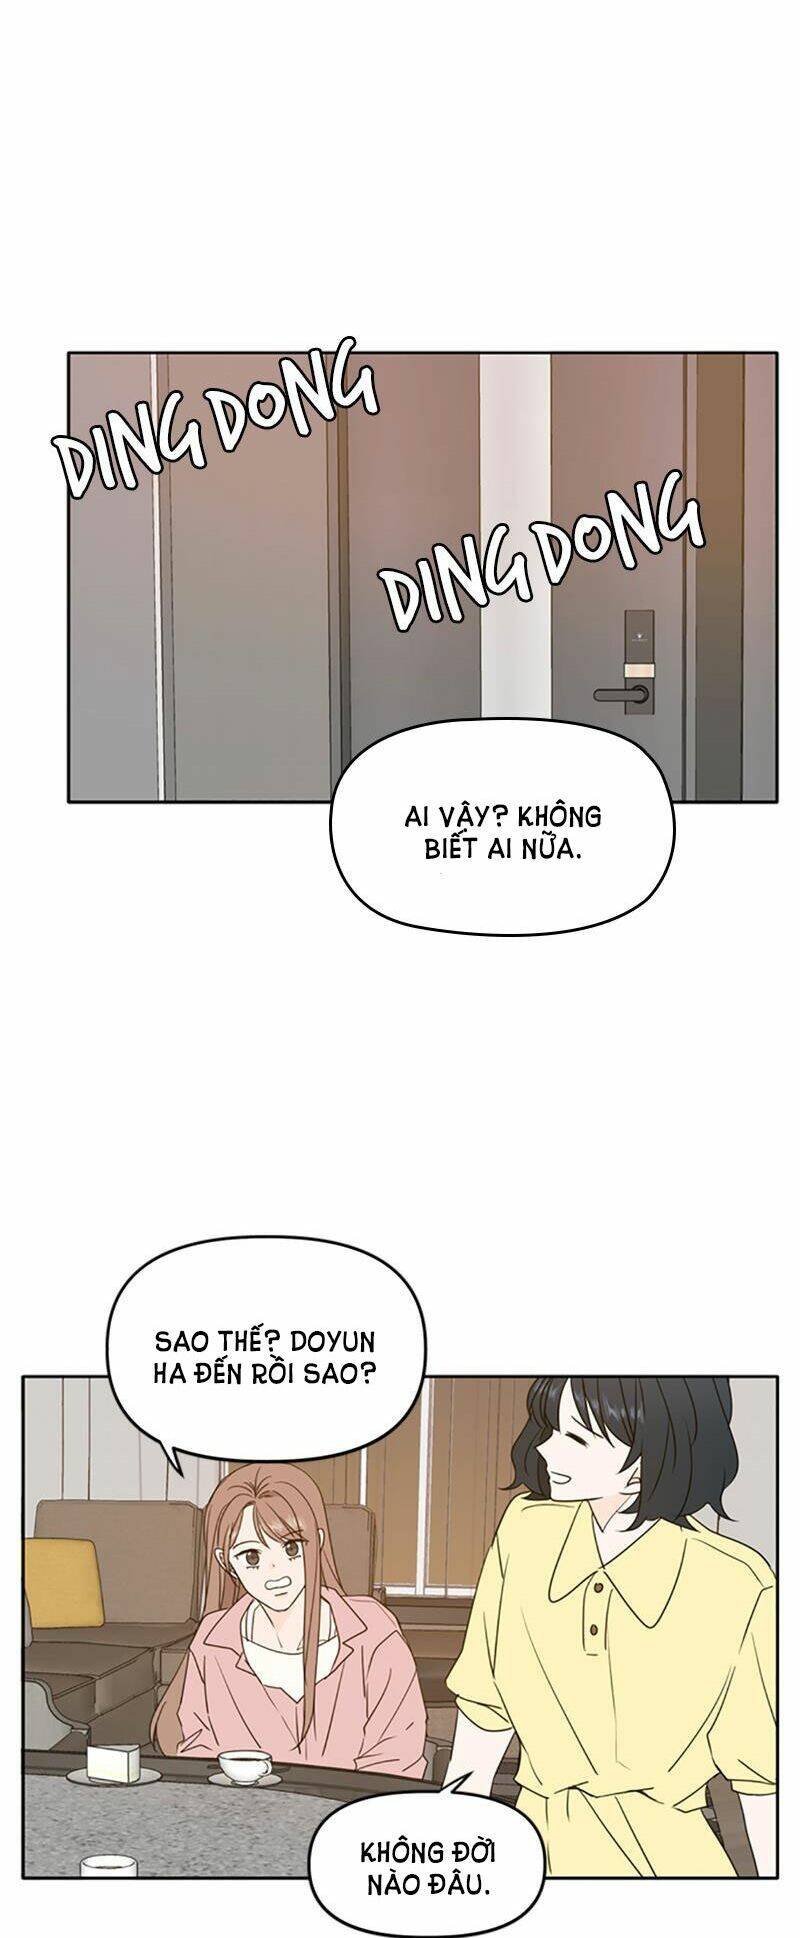 DING DONG
DING DONG
AI VẬY? KHÔNG
BIẾT AI NỮA.
SAO THẾ? DOYUN
HA ĐẾN RỒI SAO?
KHÔNG ĐỜI
NÀO ĐÂU.